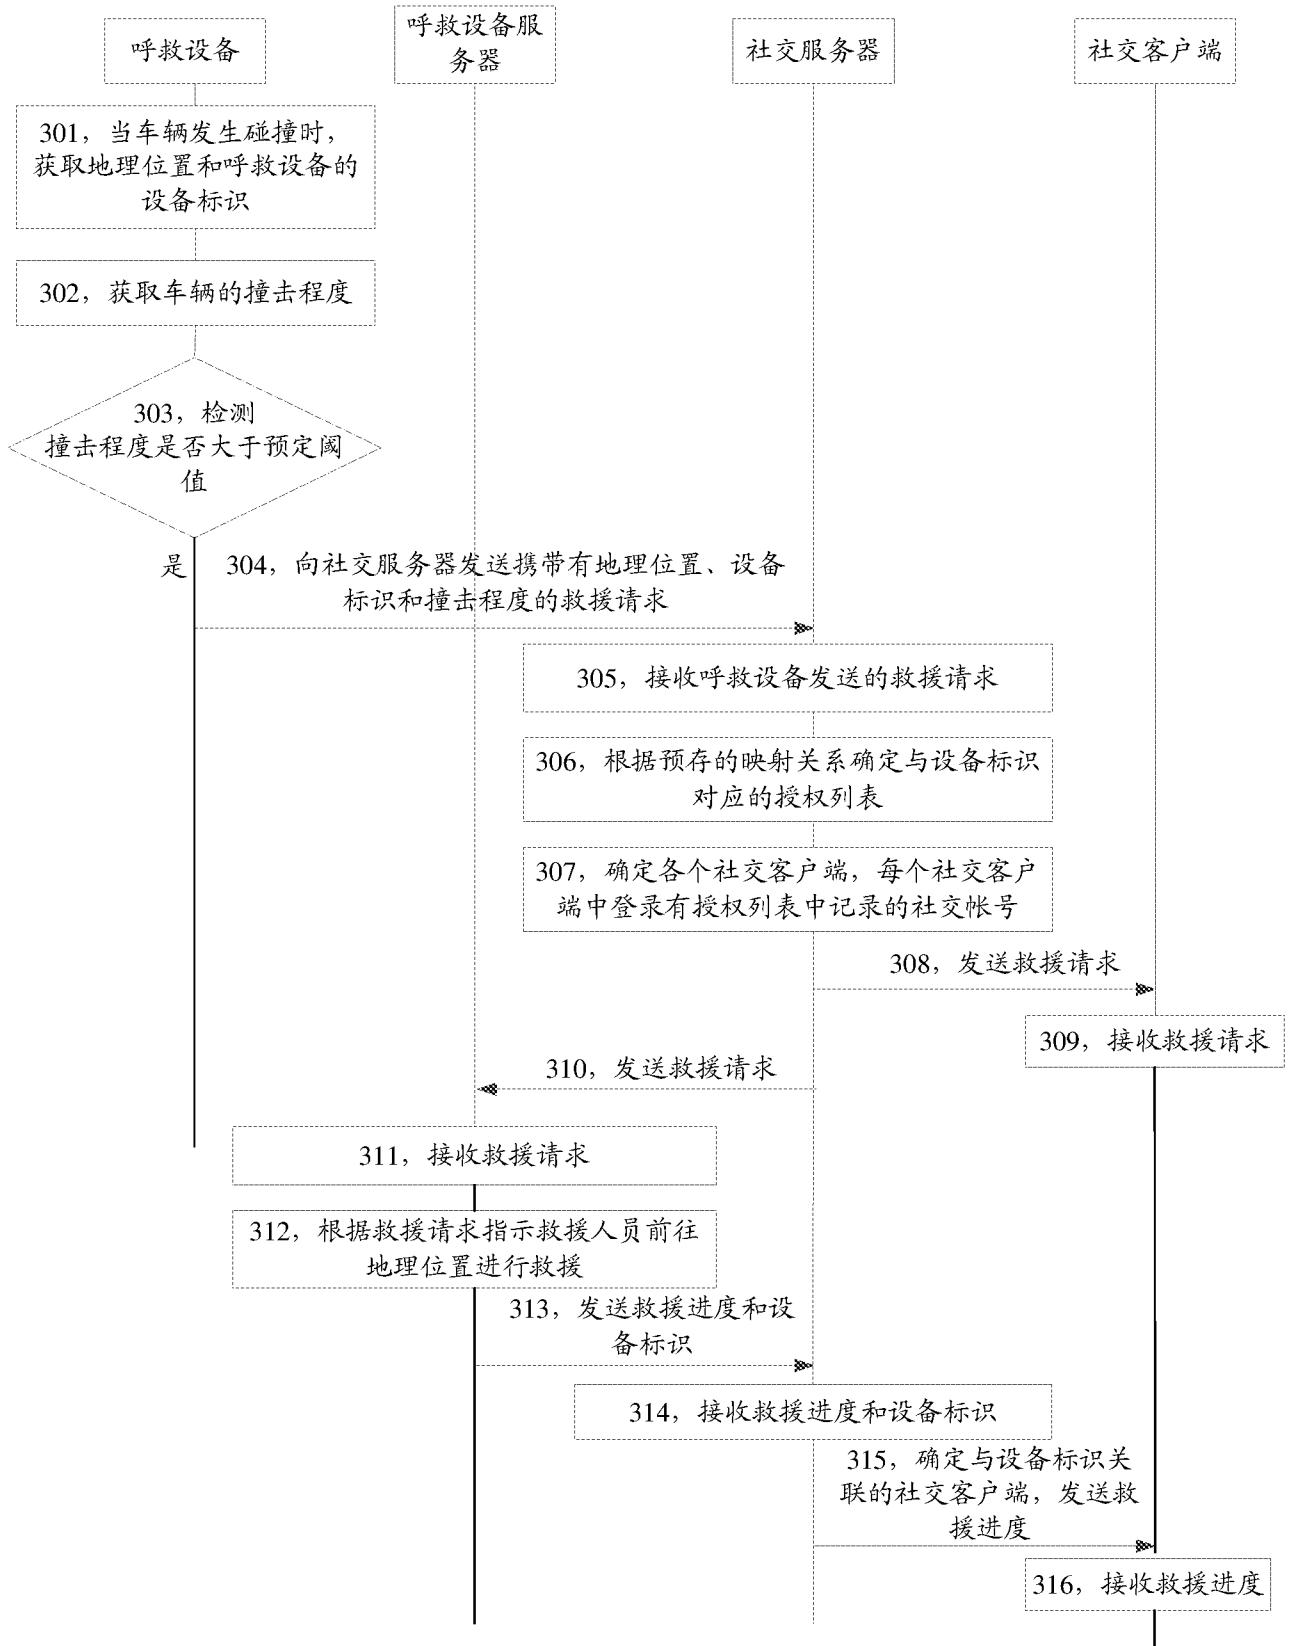 呼救设备
呼救设备服
务器
社交服务器
社交客户端
301，当车辆发生碰撞时，
获取地理位置和呼救设备的
设备标识
302，获取车辆的撞击程度
303，检测
撞击程度是否大于预定阈
值
是
304，向社交服务器发送携带有地理位置、设备
标识和撞击程度的救援请求
305，接收呼救设备发送的救援请求
306，根据预存的映射关系确定与设备标识
对应的授权列表
307，确定各个社交客户端，每个社交客户
端中登录有授权列表中记录的社交帐号
308，发送救援请求
309，接收救援请求
310，发送救援请求
311，接收救援请求
312，根据救援请求指示救援人员前往
地理位置进行救援
313，发送救援进度和设
备标识
314，接收救援进度和设备标识
315，确定与设备标识关
联的社交客户端，发送救
援进度
316，接收救援进度